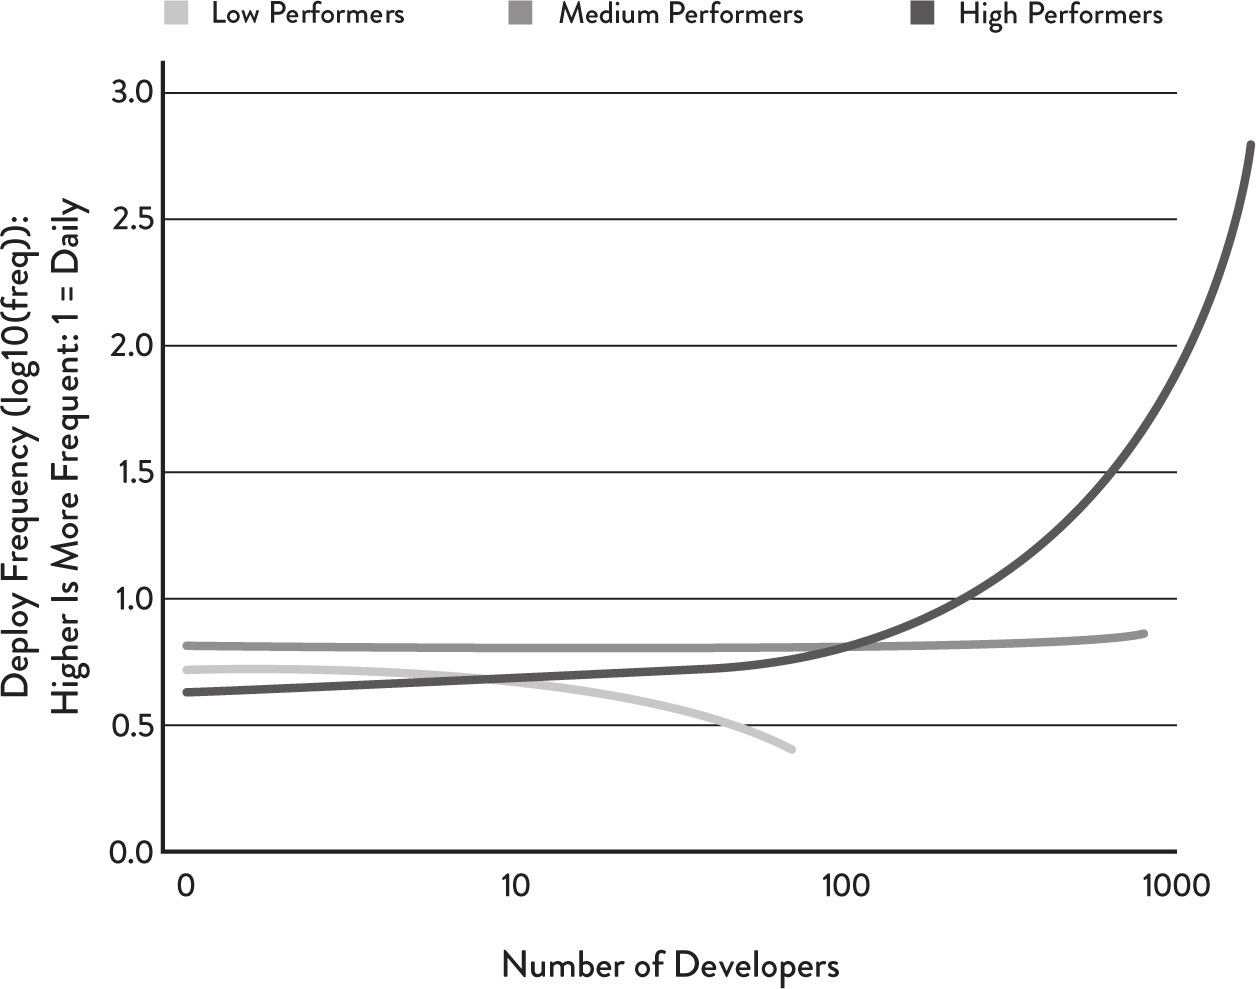 Low Performers
Medium Performers
High Performers
Deploy Frequency (log10(freq)):
Higher Is More Frequent: 1 = Daily
3.0
2.5
2.0
1.5
1.0
0.5
0.0
0
10
100
1000
Number of Developers